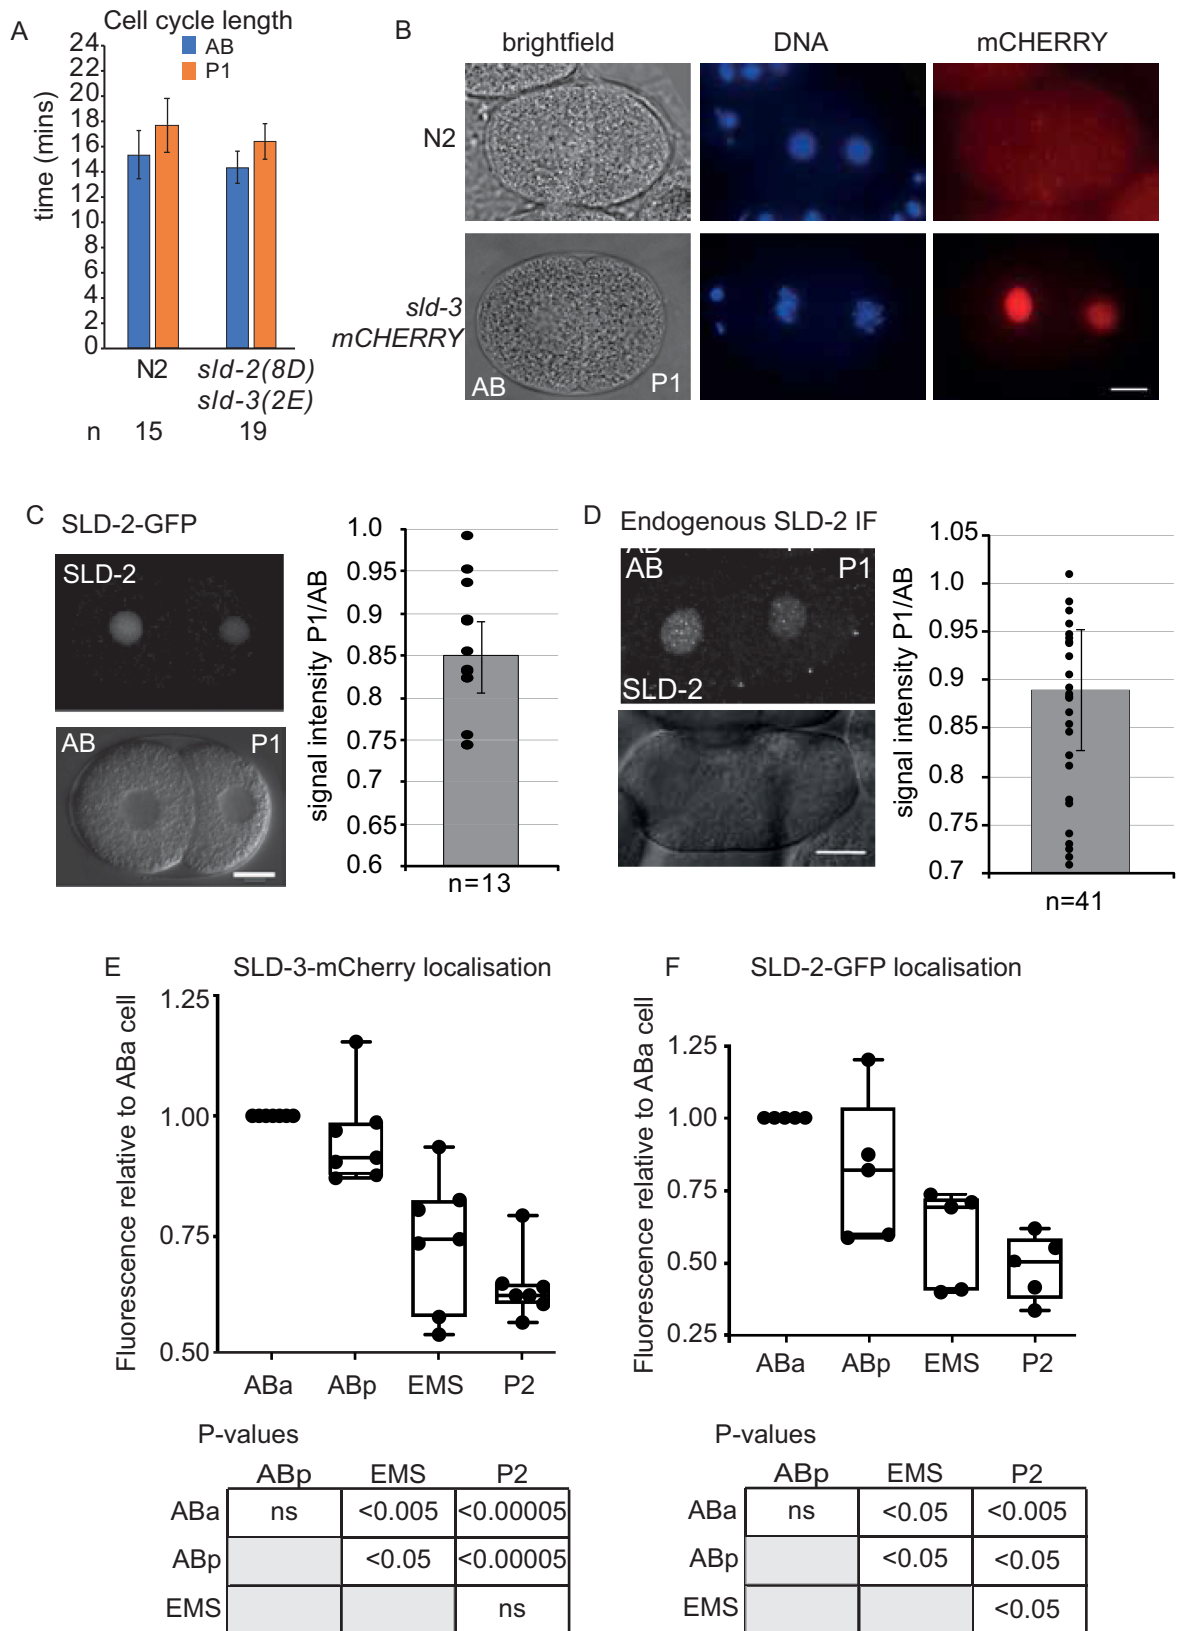 A
Cell cycle length
AB
P1
time (mins)
24
22
20
18
16
14
12
10
8
6
4
2
0
N2
sld-2(8D)
sld-3(2E)
n 15 19
B
brightfield DNA mCHERRY
N2
sld-3
mCHERRY
AB P1
C SLD-2-GFP
SLD-2
AB P1
signal intensity P1/AB
1.0
0.95
0.9
0.85
0.8
0.75
0.7
0.65
0.6
n=13
D Endogenous SLD-2 IF
AB P1
SLD-2
signal intensity P1/AB
1.05
1.0
0.95
0.9
0.85
0.8
0.75
0.7
n=41
E SLD-3-mCherry localisation
Fluorescence relative to ABa cell
1.25
1.00
0.75
0.50
ABa ABp EMS P2
P-values
ABp EMS P2
ABa ns <0.005 <0.00005
ABp <0.05 <0.00005
EMS ns
F SLD-2-GFP localisation
Fluorescence relative to ABa cell
1.25
1.00
0.75
0.50
0.25
ABa ABp EMS P2
P-values
ABp EMS P2
ABa ns <0.05 <0.005
ABp <0.05 <0.05
EMS <0.05